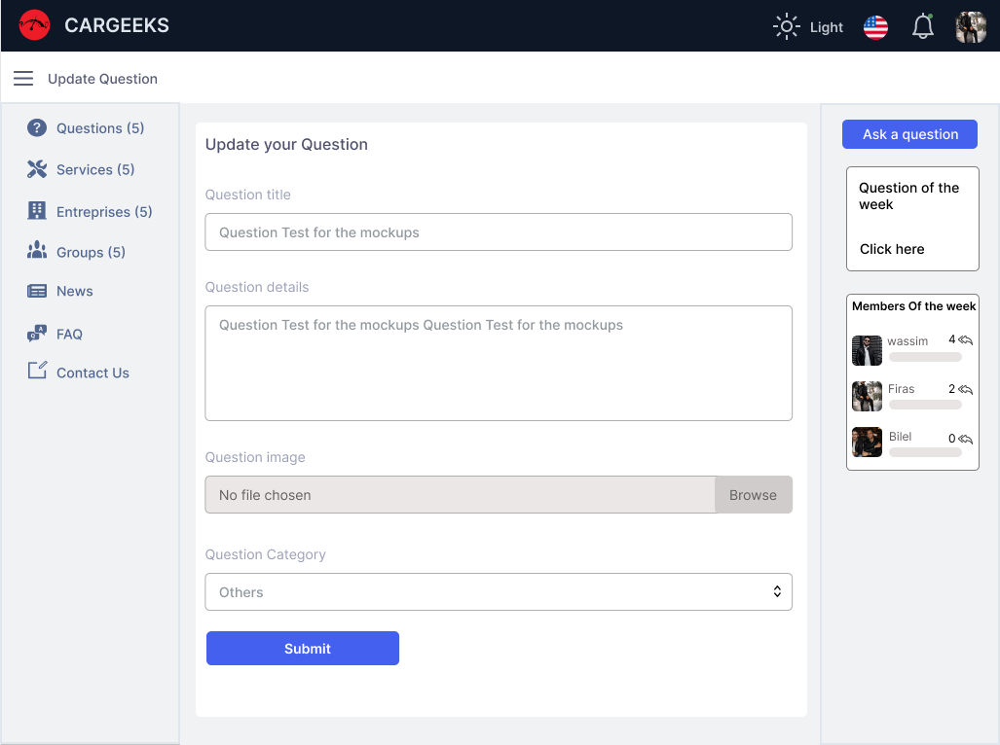 CARGEEKS
Light
Update Question
Questions (5)
Services (5)
Entreprises (5)
Groups (5)
News
FAQ
Contact Us
Update your Question
Question title
Question Test for the mockups
Question details
Question Test for the mockups Question Test for the mockups
Question image
No file chosen
Browse
Question Category
Others
Submit
Ask a question
Question of the
week
Click here
Members Of the week
wassim 4
Firas 2
Bilel 0